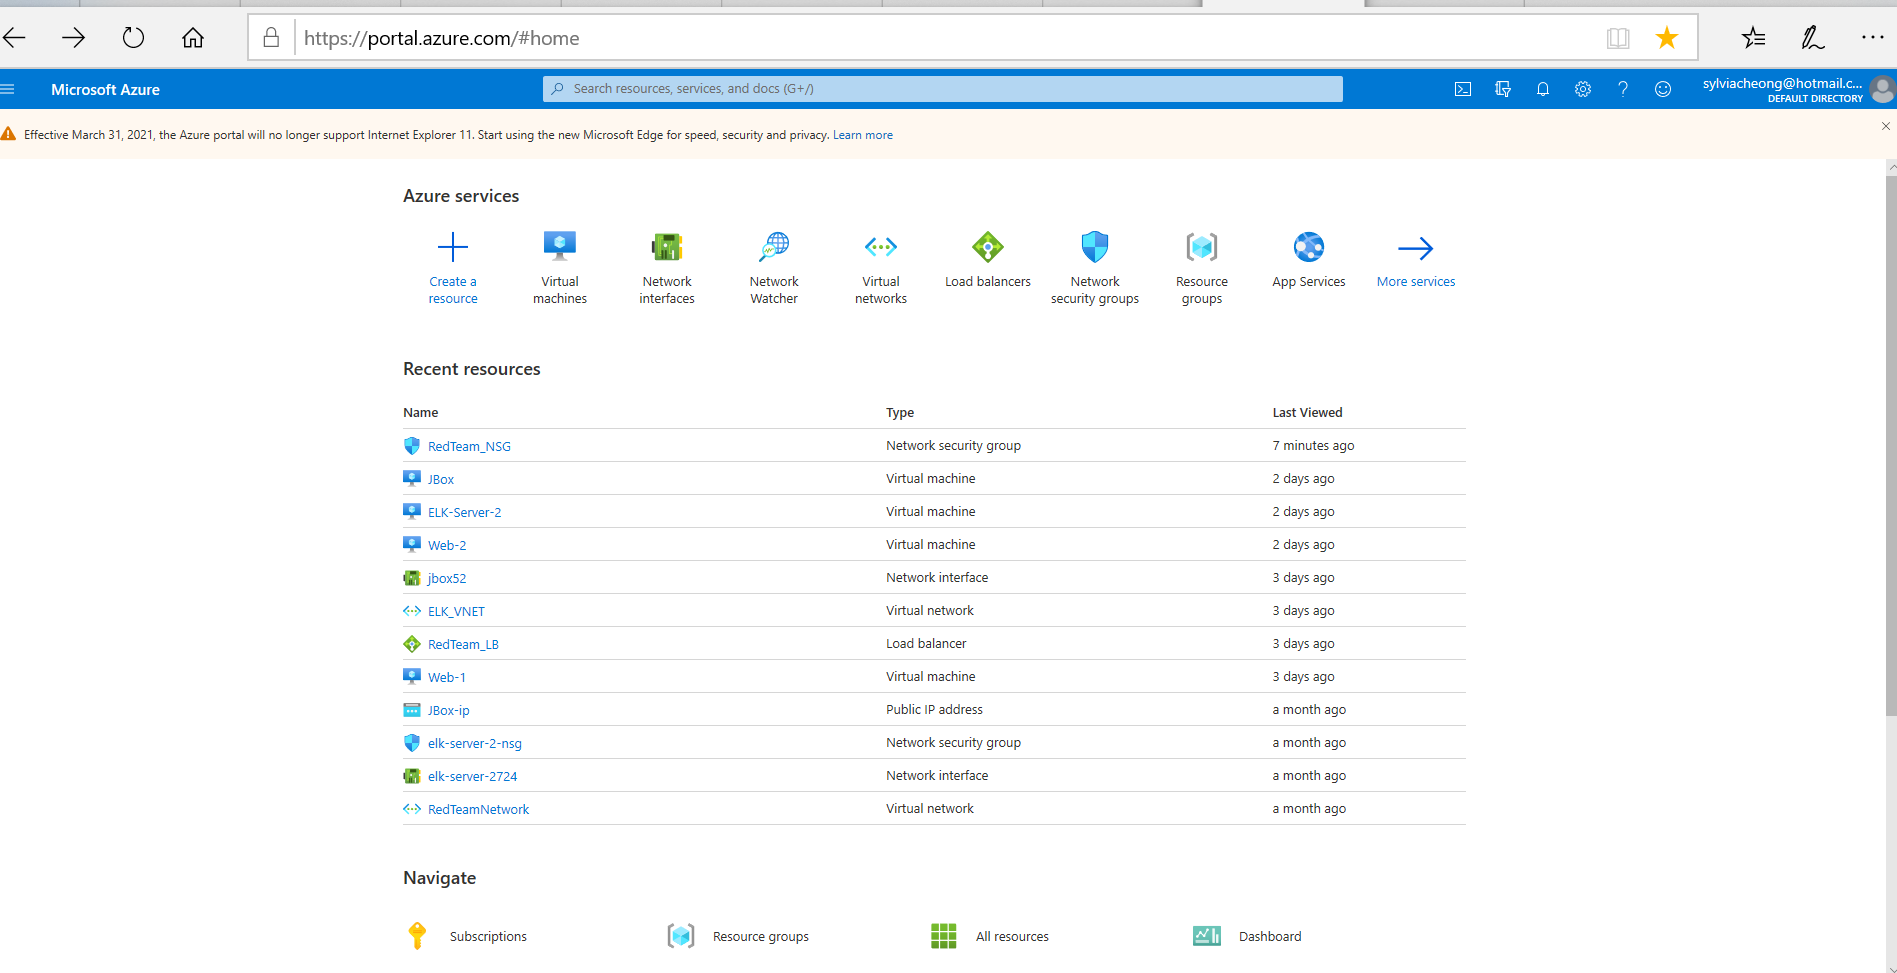 https://portal.azure.com/#home
Microsoft Azure
Search resources, services, and docs (G+/)
sylviacheong@hotmail.c...
DEFAULT DIRECTORY
Effective March 31, 2021, the Azure portal will no longer support Internet Explorer 11. Start using the new Microsoft Edge for speed, security and privacy. Learn more
Azure services
Create a resource
Virtual machines
Network interfaces
Network Watcher
Virtual networks
Load balancers
Network security groups
Resource groups
App Services
More services
Recent resources
Name Type Last Viewed
RedTeam_NSG Network security group 7 minutes ago
JBox Virtual machine 2 days ago
ELK-Server-2 Virtual machine 2 days ago
Web-2 Virtual machine 2 days ago
jbox52 Network interface 3 days ago
ELK_VNET Virtual network 3 days ago
RedTeam_LB Load balancer 3 days ago
Web-1 Virtual machine 3 days ago
JBox-ip Public IP address a month ago
elk-server-2-nsg Network security group a month ago
elk-server-2724 Network interface a month ago
RedTeamNetwork Virtual network a month ago
Navigate
Subscriptions Resource groups All resources Dashboard